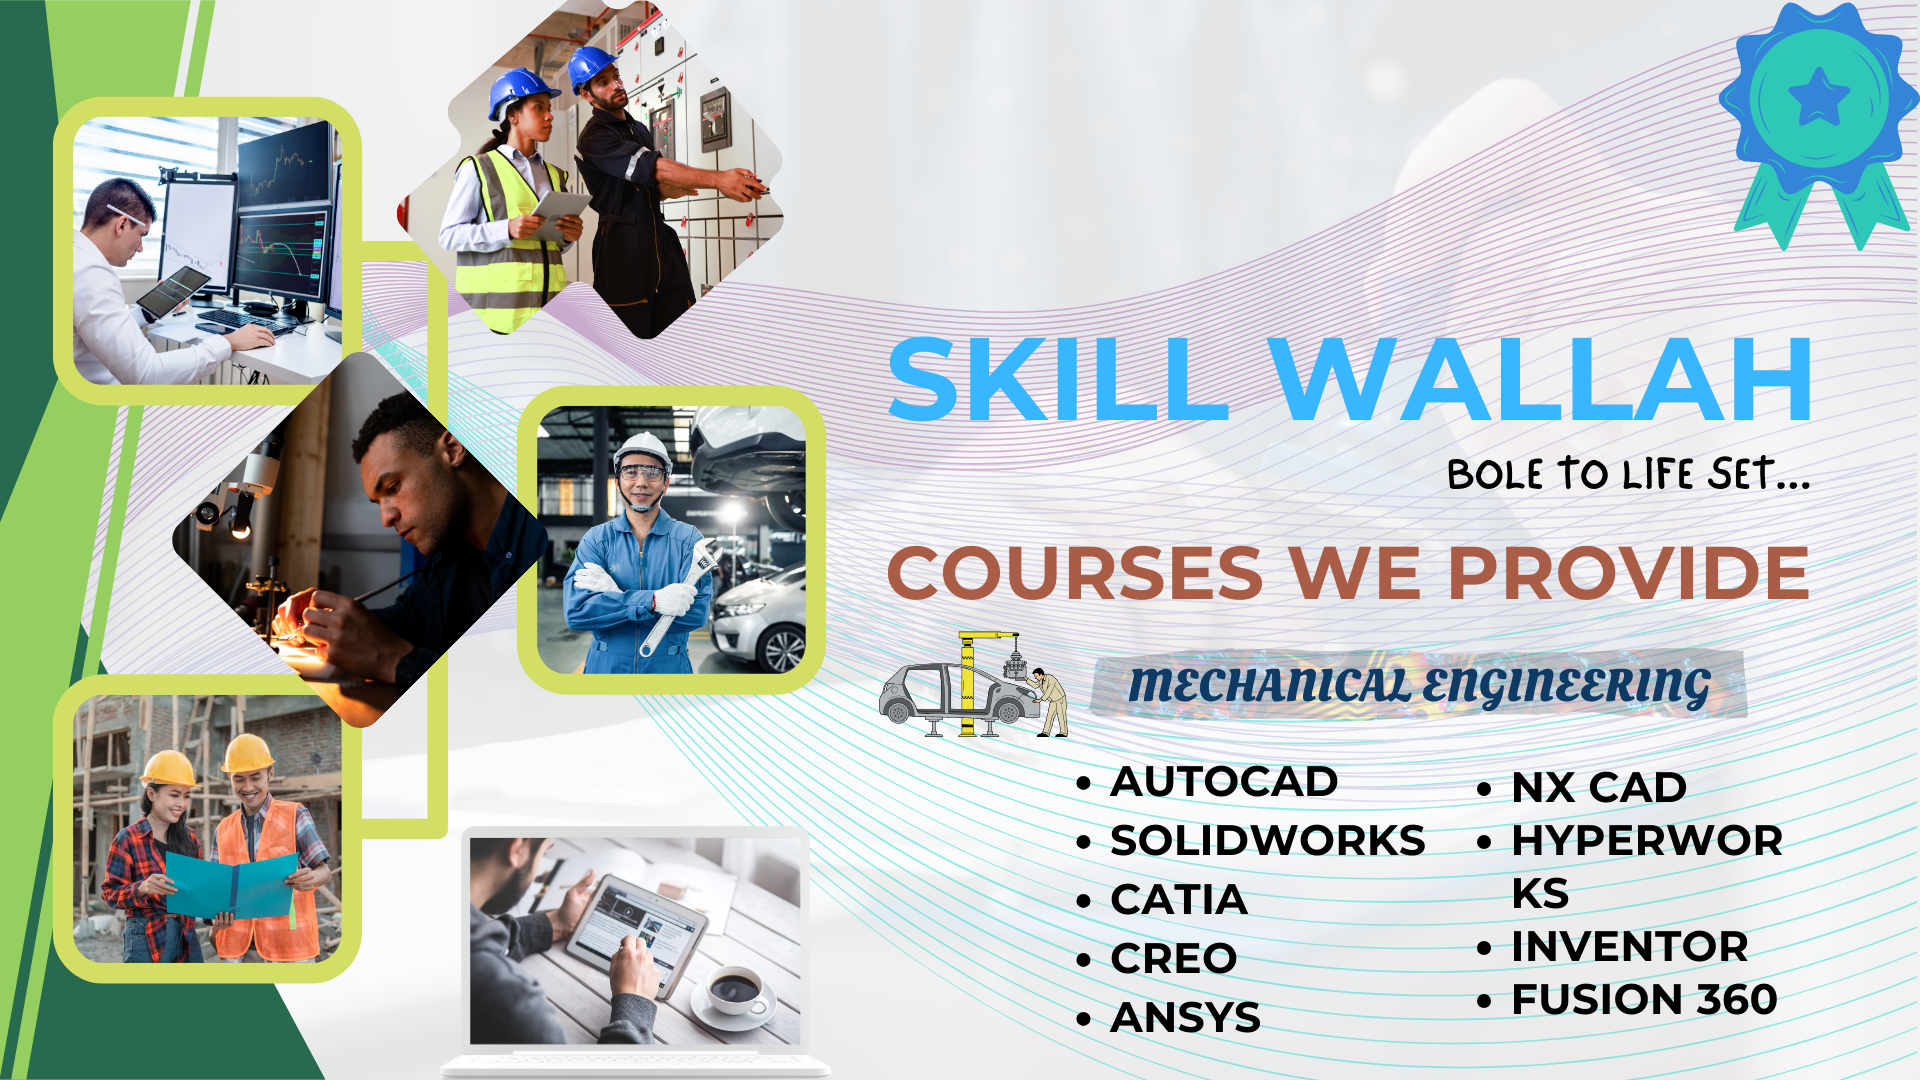 SKILL WALLAH
BOLE TO LIFE SET...
COURSES WE PROVIDE
MECHANICAL ENGINEERING
• AUTOCAD
• SOLIDWORKS
• CATIA
• CREO
• ANSYS
• NX CAD
• HYPERWOR
KS
• INVENTOR
• FUSION 360